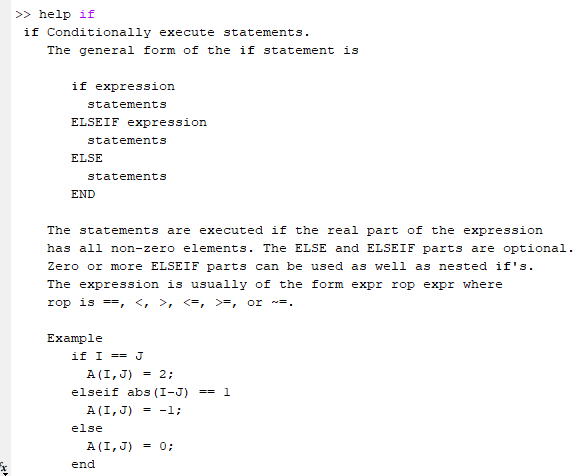 >> help if
if Conditionally execute statements.
The general form of the if statement is
if expression
statements
ELSEIF expression
statements
ELSE
statements
END
The statements are executed if the real part of the expression
has all non-zero elements. The ELSE and ELSEIF parts are optional.
Zero or more ELSEIF parts can be used as well as nested if's.
The expression is usually of the form expr rop expr where
rop is ==, <, >, <=, >=, or ~=.
Example
if I == J
A(I,J) = 2;
elseif abs(I-J) == 1
A(I,J) = -1;
else
A(I,J) = 0;
end